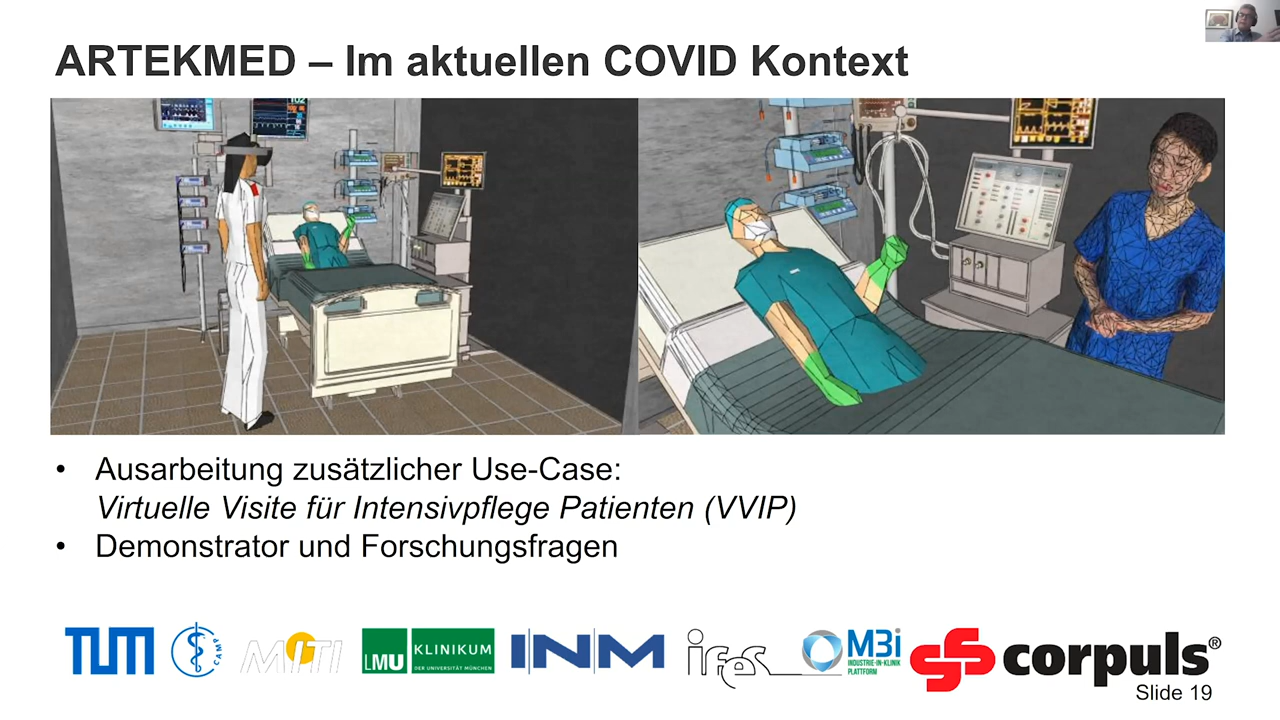 ARTEKMED – Im aktuellen COVID Kontext
• Ausarbeitung zusätzlicher Use-Case:
Virtuelle Visite für Intensivpflege Patienten (VVIP)
• Demonstrator und Forschungsfragen
TUM
CAMP
MITI
LMU KLINIKUM
DER UNIVERSITÄT MÜNCHEN
INM
ifes
M3i
INDUSTRIE-IN-KLINIK
PLATTFORM
corpuls®
Slide 19